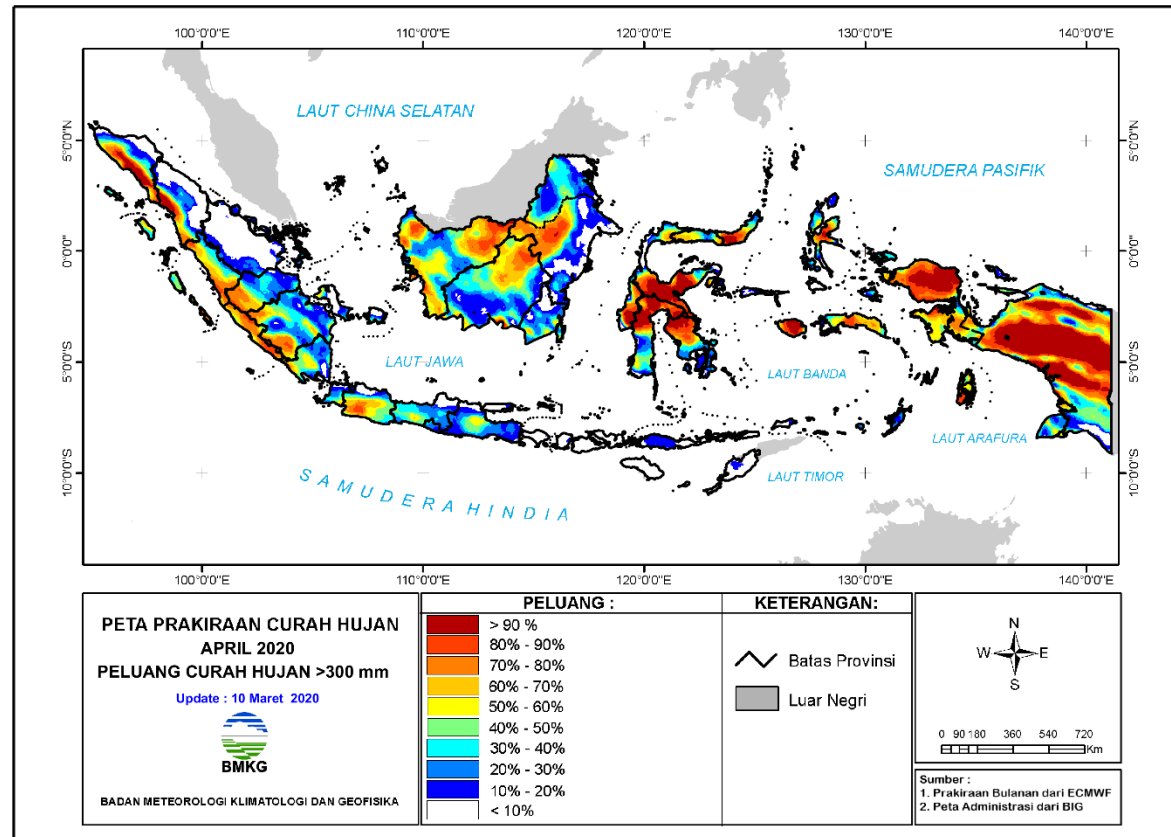 100°0'0"E 110°0'0"E 120°0'0"E 130°0'0"E 140°0'0"E
LAUT CHINA SELATAN
5°0'0"N 5°0'0"N
SAMUDERA PASIFIK
0°0'0" 0°0'0"
LAUT JAWA
5°0'0"S 5°0'0"S
LAUT BANDA
LAUT ARAFURA
10°0'0"S 10°0'0"S
LAUT TIMOR
SAMUDERA HINDIA
100°0'0"E 110°0'0"E 120°0'0"E 130°0'0"E 140°0'0"E
PETA PRAKIRAAN CURAH HUJAN
APRIL 2020
PELUANG CURAH HUJAN >300 mm
Update : 10 Maret 2020
BMKG
BADAN METEOROLOGI KLIMATOLOGI DAN GEOFISIKA
PELUANG :
> 90 %
80% - 90%
70% - 80%
60% - 70%
50% - 60%
40% - 50%
30% - 40%
20% - 30%
10% - 20%
< 10%
KETERANGAN:
Batas Provinsi
Luar Negri
N
W E
S
0 90 180 360 540 720
Km
Sumber :
1. Prakiraan Bulanan dari ECMWF
2. Peta Administrasi dari BIG